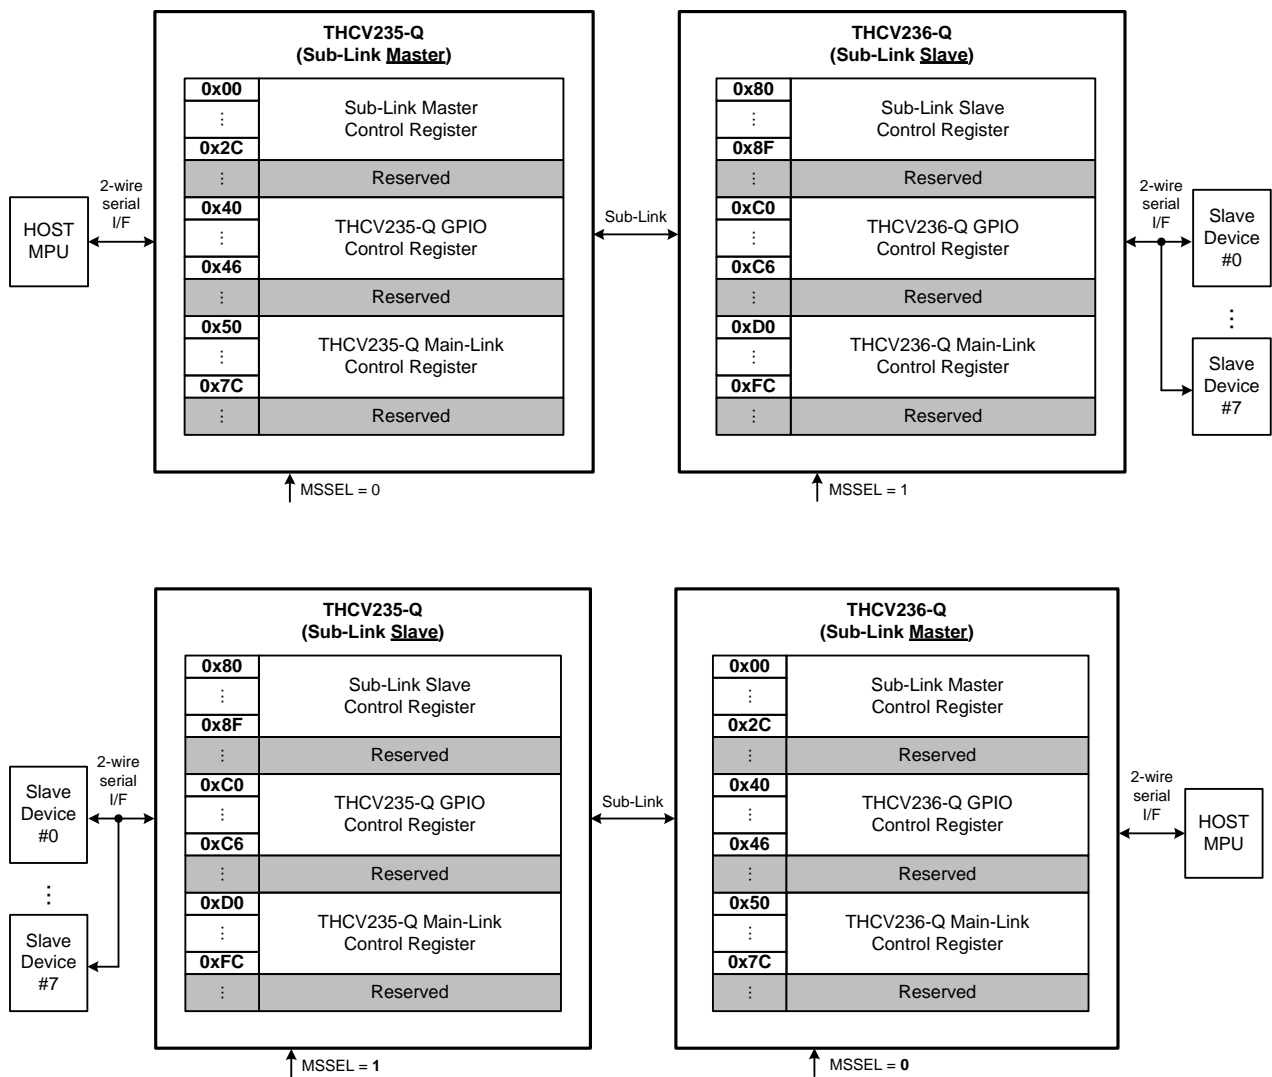 THCV235-Q
(Sub-Link Master)
THCV236-Q
(Sub-Link Slave)
0x00
⋮
0x2C
Sub-Link Master
Control Register
⋮
Reserved
0x40
⋮
0x46
THCV235-Q GPIO
Control Register
⋮
Reserved
0x50
⋮
0x7C
THCV235-Q Main-Link
Control Register
⋮
Reserved
0x80
⋮
0x8F
Sub-Link Slave
Control Register
⋮
Reserved
0xC0
⋮
0xC6
THCV236-Q GPIO
Control Register
⋮
Reserved
0xD0
⋮
0xFC
THCV236-Q Main-Link
Control Register
⋮
Reserved
HOST
MPU
2-wire
serial
I/F
Sub-Link
2-wire
serial
I/F
Slave
Device
#0
⋮
Slave
Device
#7
MSSEL = 0
MSSEL = 1
THCV235-Q
(Sub-Link Slave)
THCV236-Q
(Sub-Link Master)
0x80
⋮
0x8F
Sub-Link Slave
Control Register
⋮
Reserved
0xC0
⋮
0xC6
THCV235-Q GPIO
Control Register
⋮
Reserved
0xD0
⋮
0xFC
THCV235-Q Main-Link
Control Register
⋮
Reserved
0x00
⋮
0x2C
Sub-Link Master
Control Register
⋮
Reserved
0x40
⋮
0x46
THCV236-Q GPIO
Control Register
⋮
Reserved
0x50
⋮
0x7C
THCV236-Q Main-Link
Control Register
⋮
Reserved
Slave
Device
#0
⋮
Slave
Device
#7
2-wire
serial
I/F
Sub-Link
2-wire
serial
I/F
HOST
MPU
MSSEL = 1
MSSEL = 0